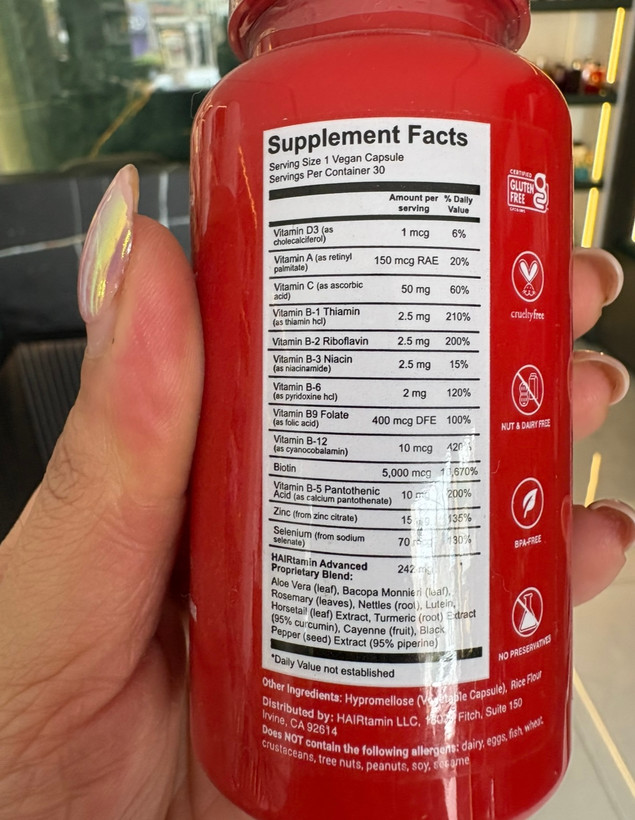 Supplement Facts
Serving Size 1 Vegan Capsule
Servings Per Container 30
Amount per serving % Daily Value
Vitamin D3 (as cholecalciferol) 1 mcg 6%
Vitamin A (as retinyl palmitate) 150 mcg RAE 20%
Vitamin C (as ascorbic acid) 50 mg 60%
Vitamin B-1 Thiamin (as thiamin hcl) 2.5 mg 210%
Vitamin B-2 Riboflavin 2.5 mg 200%
Vitamin B-3 Niacin (as niacinamide) 2.5 mg 15%
Vitamin B-6 (as pyridoxine hcl) 2 mg 120%
Vitamin B9 Folate (as folic acid) 400 mcg DFE 100%
Vitamin B-12 (as cyanocobalamin) 10 mcg 420%
Biotin 5,000 mcg
Vitamin B-5 Pantothenic Acid (as calcium pantothenate) 10 200%
Zinc (from zinc citrate) 15 135%
Selenium (from sodium selenate) 70 130%
HAIRtamin Advanced Proprietary Blend: 242 mg
Aloe Vera (leaf), Bacopa Monnieri (leaf),
Rosemary (leaves), Nettles (root), Lutein,
Horsetail (leaf) Extract, Turmeric (root) Extract
(95% curcumin), Cayenne (fruit), Black
Pepper (seed) Extract (95% piperine)
*Daily Value not established
Other Ingredients: Hypromellose (Vegetable Capsule), Rice Flour
Distributed by: HAIRtamin LLC, Fitch, Suite 150
Irvine, CA 92614
Does NOT contain the following allergens: dairy, eggs, fish, wheat,
crustaceans, tree nuts, peanuts, soy, sesame
CERTIFIED
GLUTEN
FREE
crueltyfree
NUT & DAIRY FREE
BPA-FREE
NO PRESERVATIVES